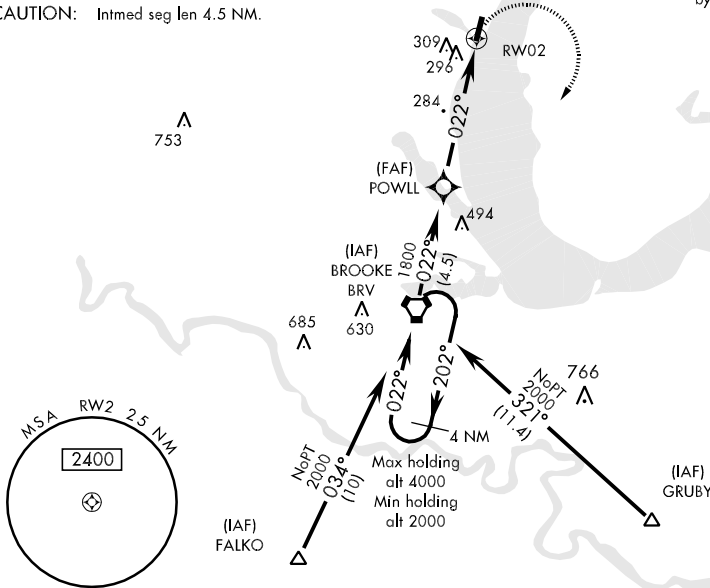 CAUTION: Intmed seg len 4.5 NM.
by
309
296
RW02
284
022°
753
(FAF)
POWLL
494
(IAF)
BROOKE
BRV
1800
022°
(4.5)
630
685
022°
202°
NoPT
2000
321°
(11.4)
766
MSA RW2 25 NM
2400
4 NM
NoPT
2000
034°
(10)
Max holding
alt 4000
Min holding
alt 2000
(IAF)
GRUBY
(IAF)
FALKO